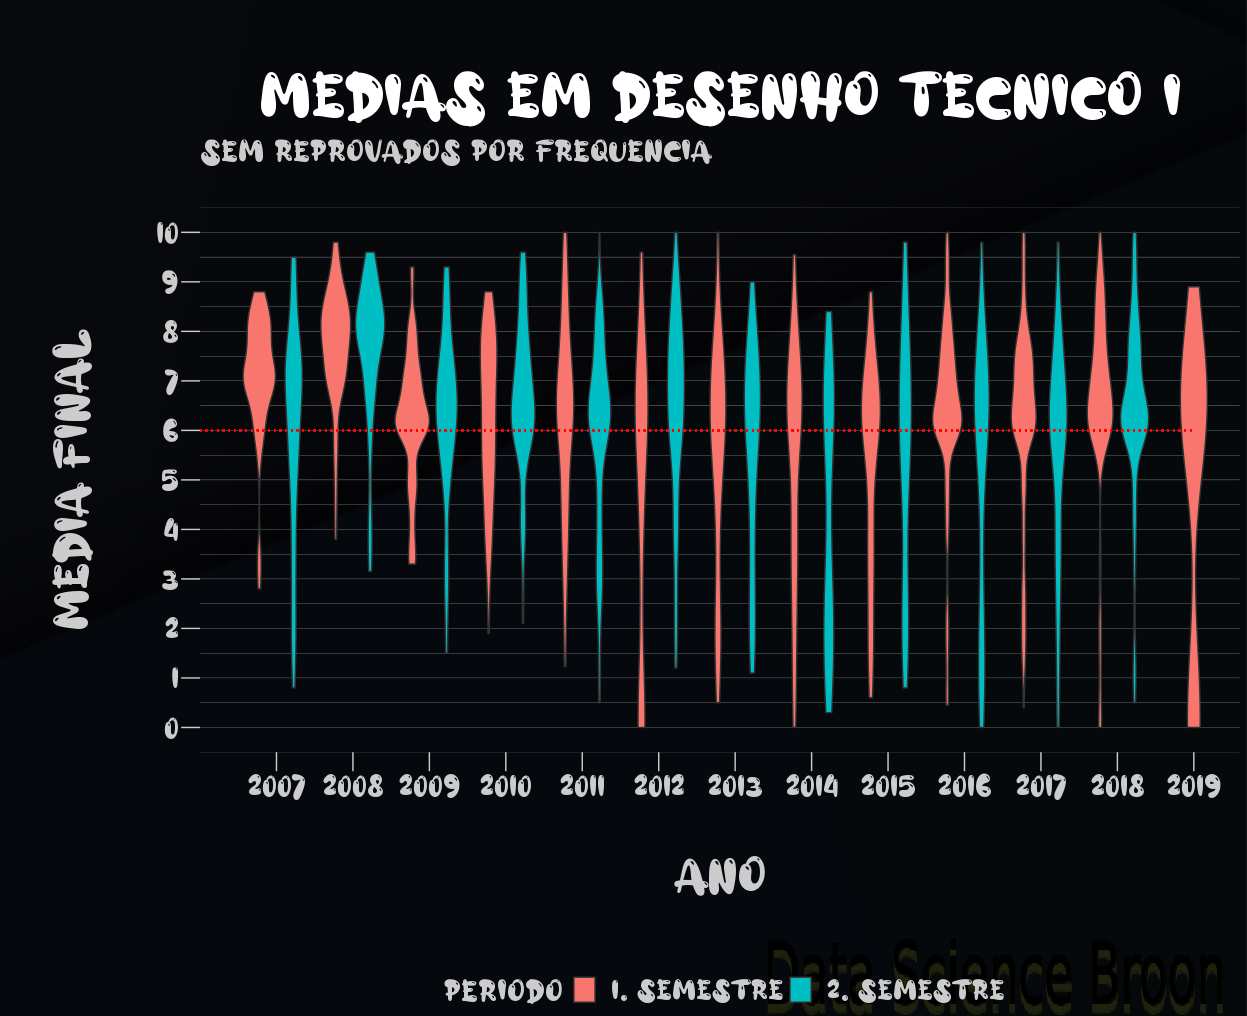 MEDIAS EM DESENHO TECNICO I
SEM REPROVADOS POR FREQUENCIA
MEDIA FINAL
10
9
8
7
6
5
4
3
2
1
0
2007 2008 2009 2010 2011 2012 2013 2014 2015 2016 2017 2018 2019
ANO
PERIODO 1. SEMESTRE 2. SEMESTRE
Data Science Broon